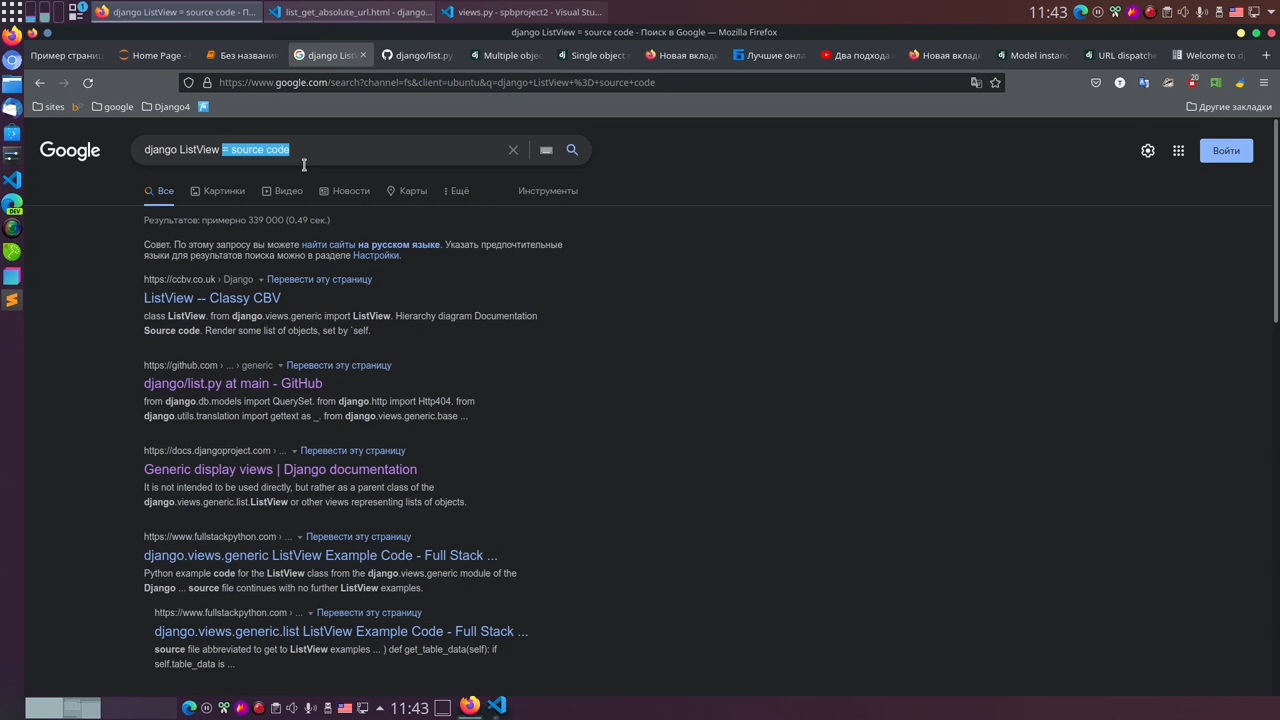 django ListView = source code - П...
list_get_absolute_url.html - django...
views.py - spbproject2 - Visual Stu...
11:43
django ListView = source code - Поиск в Google — Mozilla Firefox
Пример страниц
Home Page -
Без названия
django List
django/list.py
Multiple obje
Single object
Новая вклад
Лучшие онл
Два подхода
Новая вклад
Model instan
URL dispatche
Welcome to d
https://www.google.com/search?channel=fs&client=ubuntu&q=django+ListView+%3D+source+code
20
sites
google
Django4
Другие закладки
Google
django ListView = source code
Войти
Все
Картинки
Видео
Новости
Карты
Ещё
Инструменты
Результатов: примерно 339 000 (0,49 сек.)
Совет. По этому запросу вы можете найти сайты на русском языке. Указать предпочтительные
языки для результатов поиска можно в разделе Настройки.
https://ccbv.co.uk › Django Перевести эту страницу
ListView -- Classy CBV
class ListView. from django.views.generic import ListView. Hierarchy diagram Documentation
Source code. Render some list of objects, set by `self.
https://github.com › ... › generic Перевести эту страницу
django/list.py at main - GitHub
from django.db.models import QuerySet. from django.http import Http404. from
django.utils.translation import gettext as _. from django.views.generic.base ...
https://docs.djangoproject.com › ... Перевести эту страницу
Generic display views | Django documentation
It is not intended to be used directly, but rather as a parent class of the
django.views.generic.list.ListView or other views representing lists of objects.
https://www.fullstackpython.com › ... Перевести эту страницу
django.views.generic ListView Example Code - Full Stack ...
Python example code for the ListView class from the django.views.generic module of the
Django ... source file continues with no further ListView examples.
https://www.fullstackpython.com › ... Перевести эту страницу
django.views.generic.list ListView Example Code - Full Stack ...
source file abbreviated to get to ListView examples ... ) def get_table_data(self): if
self.table_data is ...
DEV
11:43